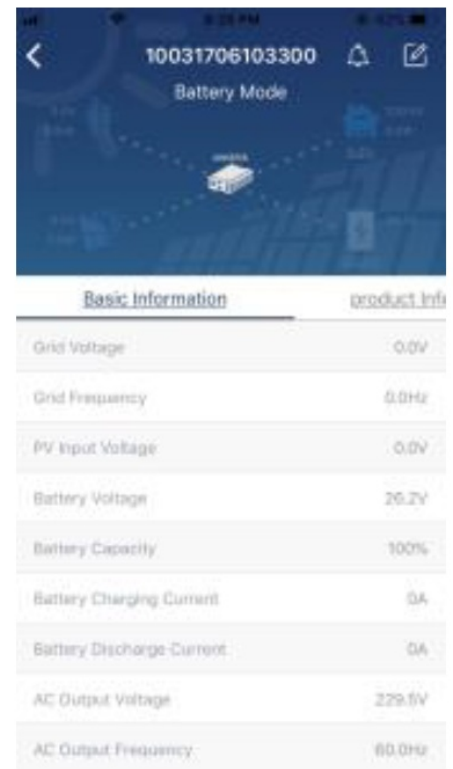 10031706103300
Battery Mode
Basic Information
product Inf
Grid Voltage 0.0V
Grid Frequency 0.0Hz
PV Input Voltage 0.0V
Battery Voltage 26.2V
Battery Capacity 100%
Battery Charging Current 0A
Battery Discharge Current 0A
AC Output Voltage
AC Output Frequency 60.0Hz